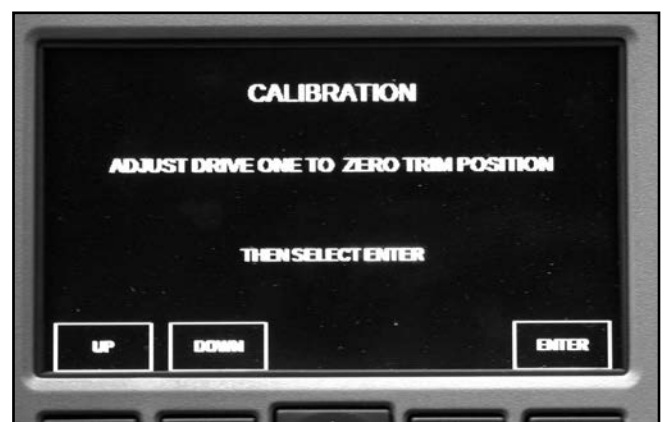 CALIBRATION
ADJUST DRIVE ONE TO ZERO TRIM POSITION
THEN SELECT ENTER
UP DOWN ENTER